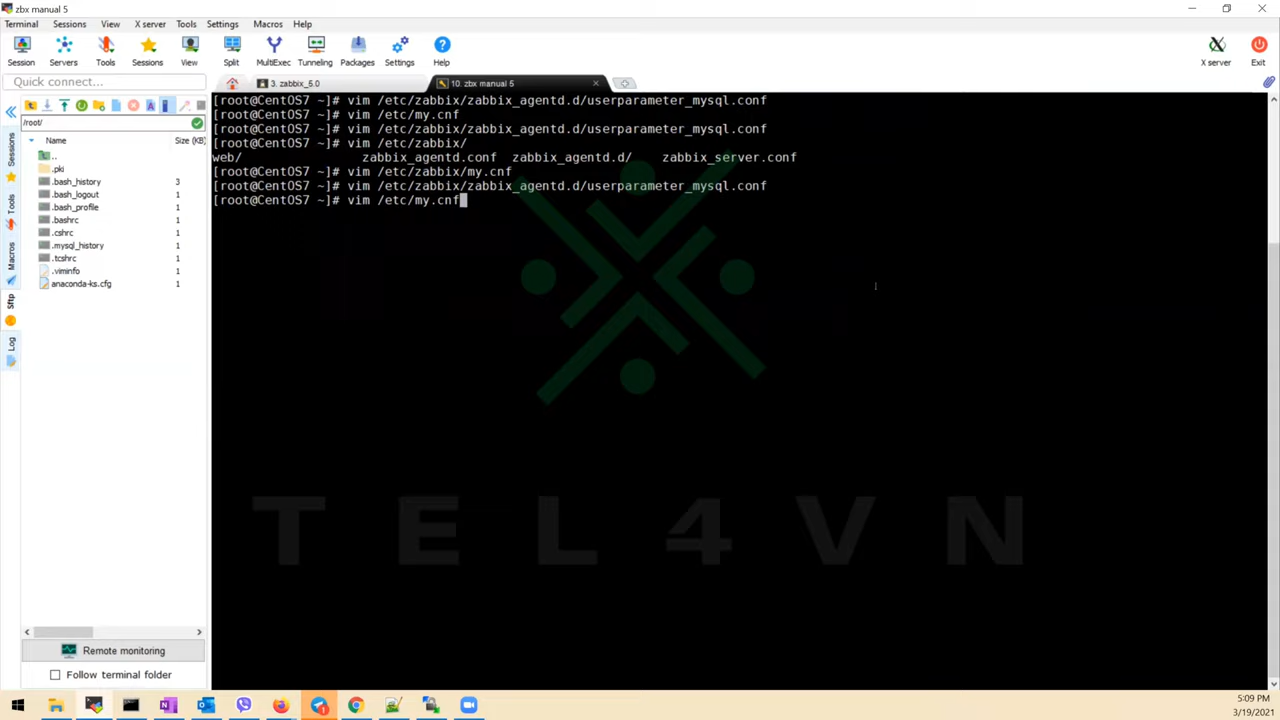 zbx manual 5
Terminal Sessions View X server Tools Settings Macros Help
Session Servers Tools Sessions View Split MultiExec Tunneling Packages Settings Help X server Exit
Quick connect...
3. zabbix_5.0
10. zbx manual 5
/root/
Name Size (KB)
..
.pki
.bash_history 3
.bash_logout 1
.bash_profile 1
.bashrc 1
.cshrc 1
.mysql_history 1
.tcshrc 1
.viminfo 1
anaconda-ks.cfg 1
Sessions
Tools
Macros
Sftp
Log
[root@CentOS7 ~]# vim /etc/zabbix/zabbix_agentd.d/userparameter_mysql.conf
[root@CentOS7 ~]# vim /etc/my.cnf
[root@CentOS7 ~]# vim /etc/zabbix/zabbix_agentd.d/userparameter_mysql.conf
[root@CentOS7 ~]# vim /etc/zabbix/
web/ zabbix_agentd.conf zabbix_agentd.d/ zabbix_server.conf
[root@CentOS7 ~]# vim /etc/zabbix/my.cnf
[root@CentOS7 ~]# vim /etc/zabbix/zabbix_agentd.d/userparameter_mysql.conf
[root@CentOS7 ~]# vim /etc/my.cnf
TEL4VN
Remote monitoring
Follow terminal folder
5:09 PM
3/19/2021